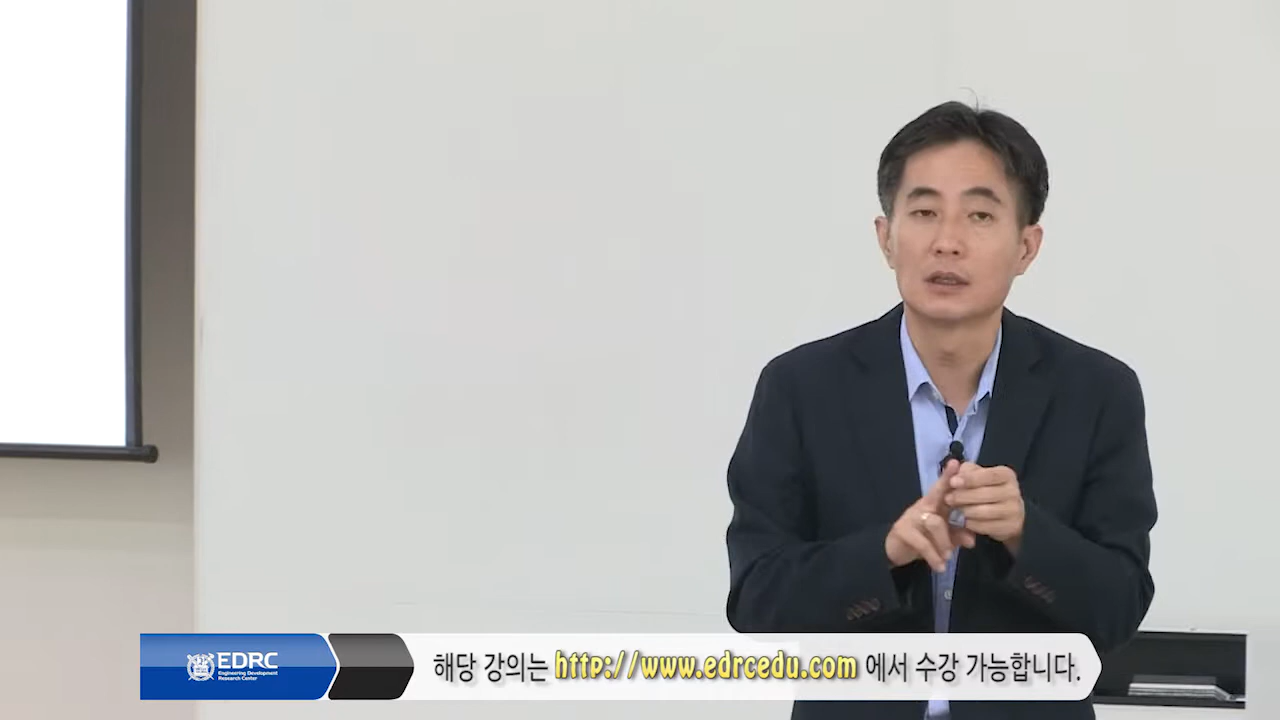 EDRC
Engineering Development
Research Center
해당 강의는 http://www.edrcedu.com 에서 수강 가능합니다.